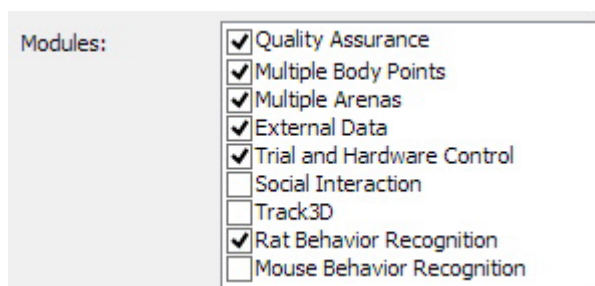 Modules:
Quality Assurance
Multiple Body Points
Multiple Arenas
External Data
Trial and Hardware Control
Social Interaction
Track3D
Rat Behavior Recognition
Mouse Behavior Recognition